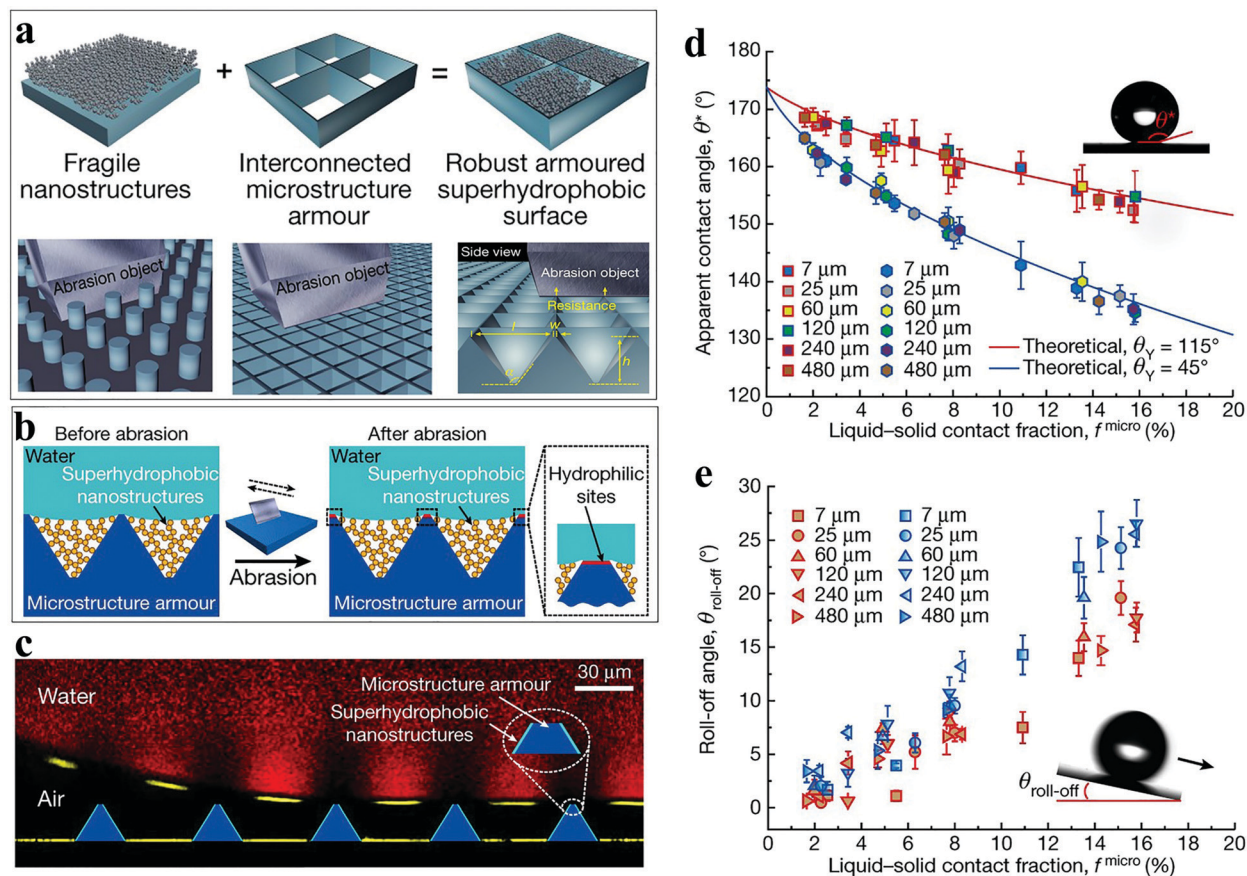 a
+
=
Fragile
nanostructures
Interconnected
microstructure
armour
Robust armoured
superhydrophobic
surface
Abrasion object
Abrasion object
Side view
Abrasion object
Resistance
l
w
h
α
b
Before abrasion
After abrasion
Water
Superhydrophobic
nanostructures
Microstructure armour
Abrasion
Water
Superhydrophobic
nanostructures
Microstructure armour
Hydrophilic
sites
c
Water
Air
Microstructure armour
Superhydrophobic
nanostructures
30 μm
d
Apparent contact angle, θ* (°)
180
170
160
150
140
130
120
θ*
7 μm 7 μm
25 μm 25 μm
60 μm 60 μm
120 μm 120 μm
240 μm 240 μm
480 μm 480 μm
Theoretical, θY = 115°
Theoretical, θY = 45°
0 2 4 6 8 10 12 14 16 18 20
Liquid–solid contact fraction, f micro (%)
e
Roll-off angle, θroll-off (°)
30
25
20
15
10
5
0
7 μm 7 μm
25 μm 25 μm
60 μm 60 μm
120 μm 120 μm
240 μm 240 μm
480 μm 480 μm
θroll-off
0 2 4 6 8 10 12 14 16 18 20
Liquid–solid contact fraction, f micro (%)